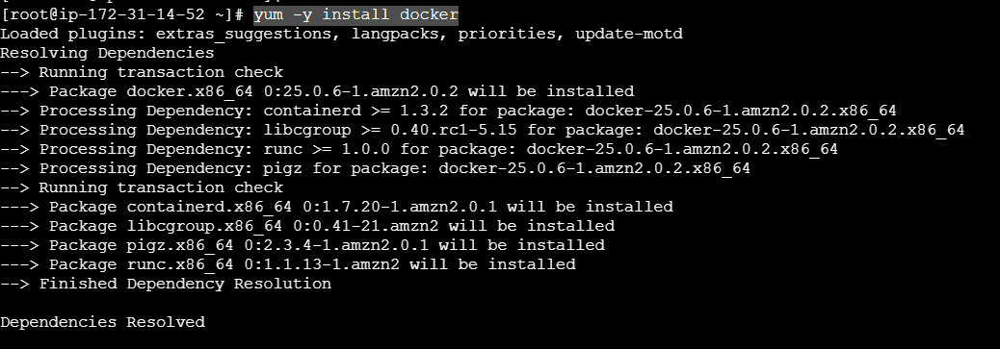 [root@ip-172-31-14-52 ~]# yum -y install docker
Loaded plugins: extras_suggestions, langpacks, priorities, update-motd
Resolving Dependencies
--> Running transaction check
---> Package docker.x86_64 0:25.0.6-1.amzn2.0.2 will be installed
--> Processing Dependency: containerd >= 1.3.2 for package: docker-25.0.6-1.amzn2.0.2.x86_64
--> Processing Dependency: libcgroup >= 0.40.rc1-5.15 for package: docker-25.0.6-1.amzn2.0.2.x86_64
--> Processing Dependency: runc >= 1.0.0 for package: docker-25.0.6-1.amzn2.0.2.x86_64
--> Processing Dependency: pigz for package: docker-25.0.6-1.amzn2.0.2.x86_64
--> Running transaction check
---> Package containerd.x86_64 0:1.7.20-1.amzn2.0.1 will be installed
---> Package libcgroup.x86_64 0:0.41-21.amzn2 will be installed
---> Package pigz.x86_64 0:2.3.4-1.amzn2.0.1 will be installed
---> Package runc.x86_64 0:1.1.13-1.amzn2 will be installed
--> Finished Dependency Resolution
Dependencies Resolved